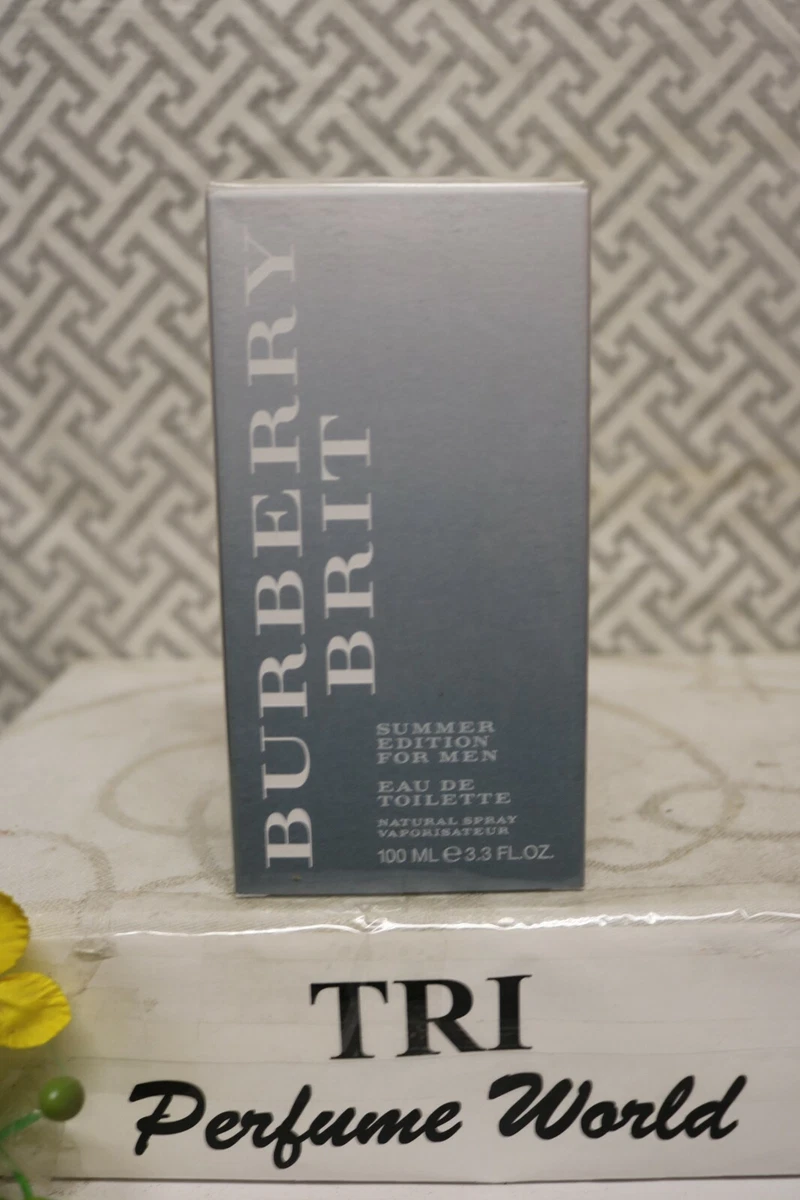 BURBERRY
BRIT
SUMMER
EDITION
FOR MEN
EAU DE
TOILETTE
NATURAL SPRAY
VAPORISATEUR
100 ML ℮ 3.3 FL.OZ.
TRI
Perfume World